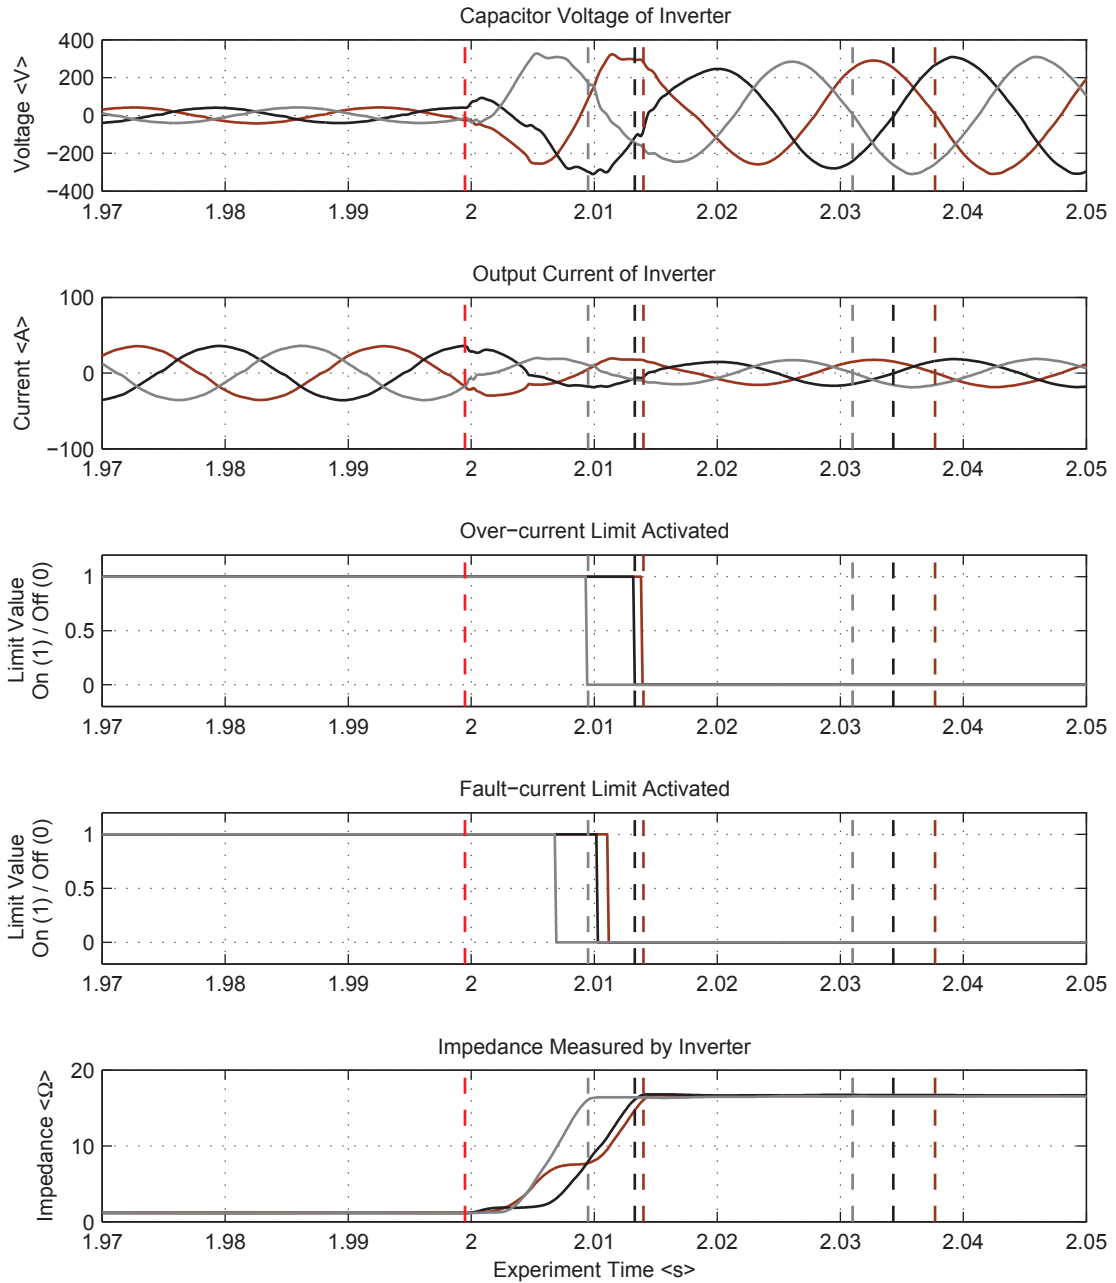 Capacitor Voltage of Inverter
Voltage <V>
400
200
0
−200
−400
1.97 1.98 1.99 2 2.01 2.02 2.03 2.04 2.05
Output Current of Inverter
Current <A>
100
0
−100
1.97 1.98 1.99 2 2.01 2.02 2.03 2.04 2.05
Over−current Limit Activated
Limit Value
On (1) / Off (0)
1
0.5
0
1.97 1.98 1.99 2 2.01 2.02 2.03 2.04 2.05
Fault−current Limit Activated
Limit Value
On (1) / Off (0)
1
0.5
0
1.97 1.98 1.99 2 2.01 2.02 2.03 2.04 2.05
Impedance Measured by Inverter
Impedance <Ω>
20
10
0
1.97 1.98 1.99 2 2.01 2.02 2.03 2.04 2.05
Experiment Time <s>